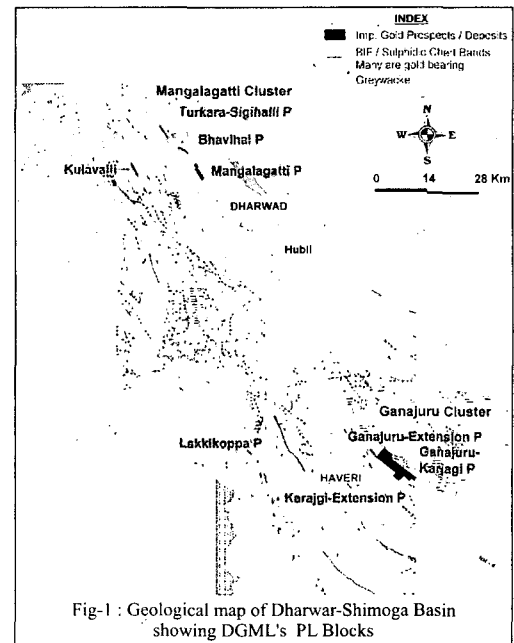 INDEX
Imp. Gold Prospects / Deposits
BIF / Sulphidic Chert Bands
Many are gold bearing
Greywacke
N
W E
S
0 14 28 Km
Mangalagatti Cluster
Turkara-Sigihalli P
Bhavihal P
Kulavalli
Mangalagatti P
DHARWAD
Hubli
Ganajuru Cluster
Ganajuru-Extension P
Ganajuru-
Karjagi P
Lakkikoppa P
HAVERI
Karajgi-Extension P
Fig-1 : Geological map of Dharwar-Shimoga Basin
showing DGML's PL Blocks